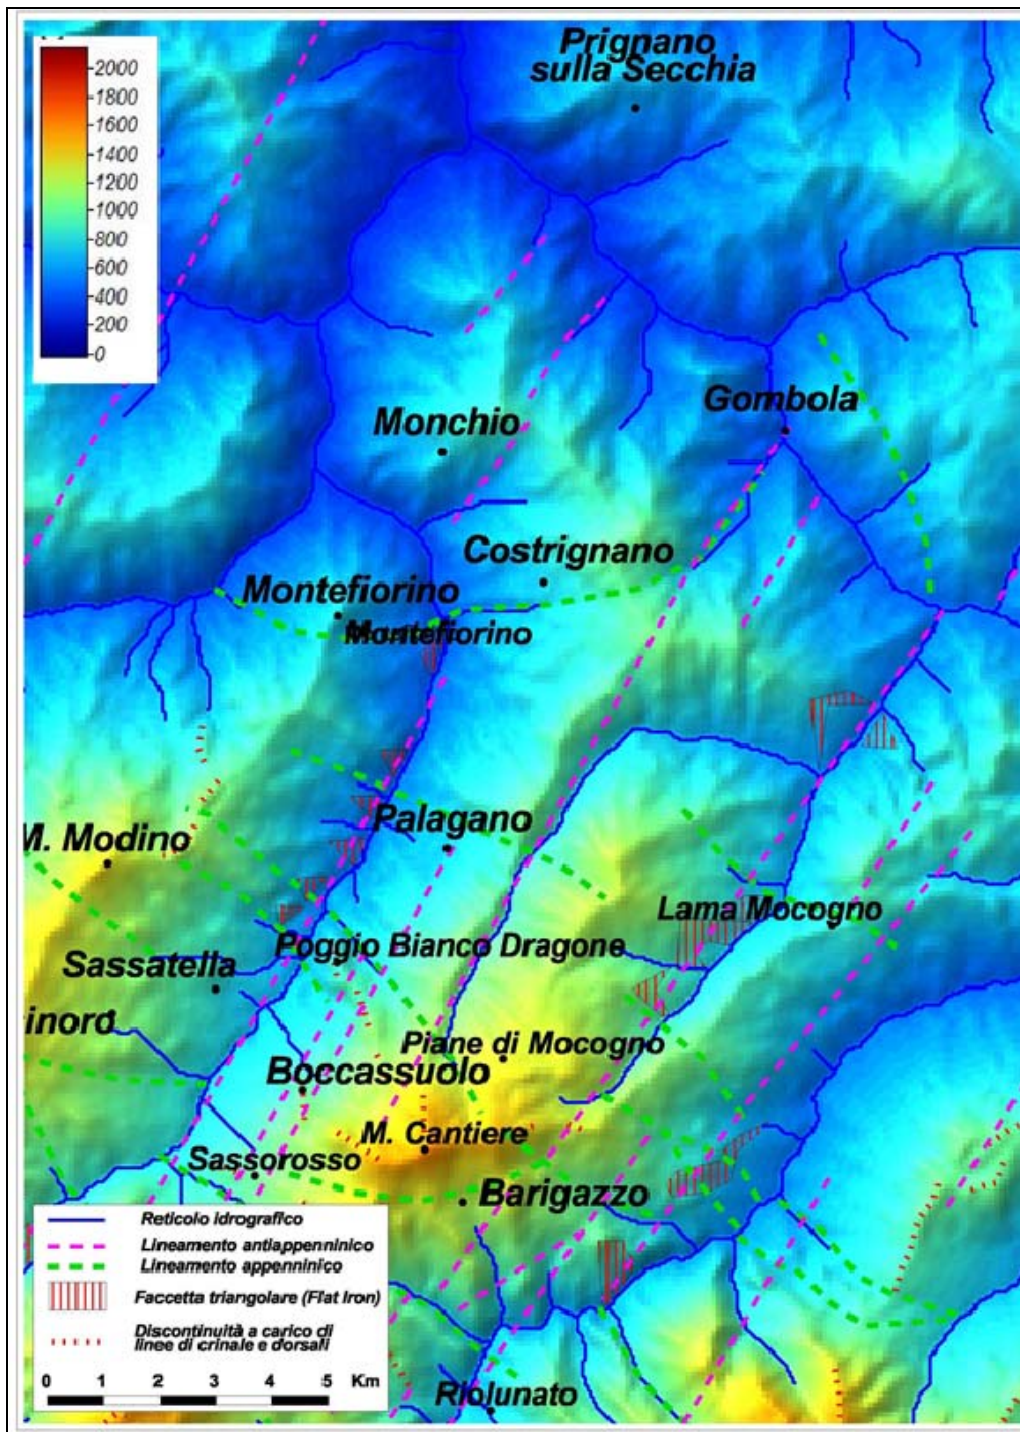 2000
1800
1600
1400
1200
1000
800
600
400
200
0
Prignano
sulla Secchia
Gombola
Monchio
Costrignano
Montefiorino
Montefiorino
Palagano
M. Modino
Lama Mocogno
Poggio Bianco Dragone
Sassatella
inord
Piane di Mocogno
Boccassuolo
M. Cantiere
Sassorosso
Barigazzo
Reticolo idrografico
Lineamento antiappenninico
Lineamento appenninico
Faccetta triangolare (Flat Iron)
Discontinuità a carico di
linee di crinale e dorsali
0 1 2 3 4 5 Km
Riolunato